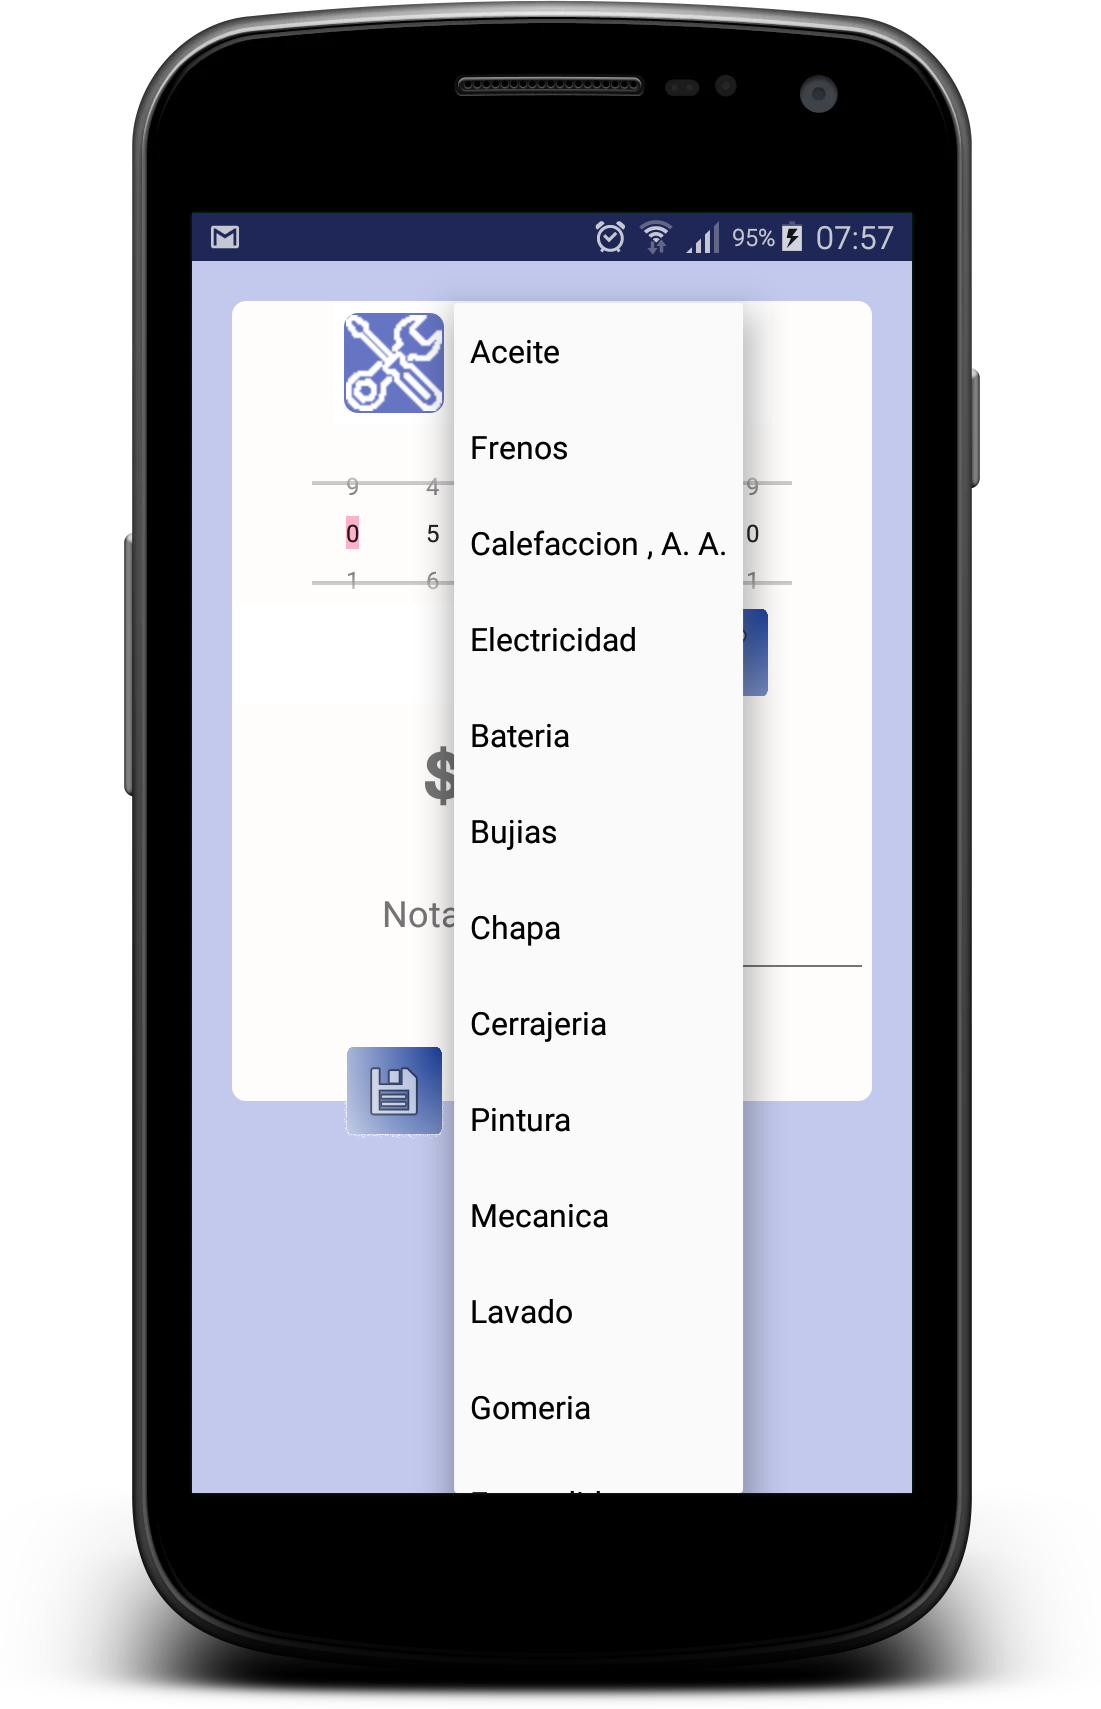 95% 07:57
Aceite
Frenos
9 4 9
0 5 0
Calefaccion , A. A.
1 6 1
Electricidad
Bateria
$
Bujias
Nota
Chapa
Cerrajeria
Pintura
Mecanica
Lavado
Gomeria